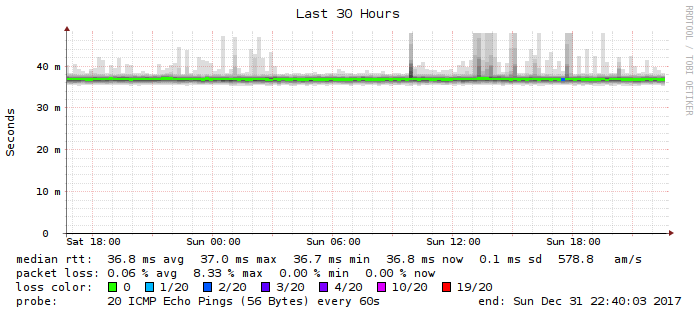 Last 30 Hours
RRDTOOL / TOBI OETIKER
Seconds
40 m
30 m
20 m
10 m
0
Sat 18:00 Sun 00:00 Sun 06:00 Sun 12:00 Sun 18:00
median rtt: 36.8 ms avg 37.0 ms max 36.7 ms min 36.8 ms now 0.1 ms sd 578.8 am/s
packet loss: 0.06 % avg 8.33 % max 0.00 % min 0.00 % now
loss color: 0 1/20 2/20 3/20 4/20 10/20 19/20
probe: 20 ICMP Echo Pings (56 Bytes) every 60s end: Sun Dec 31 22:40:03 2017